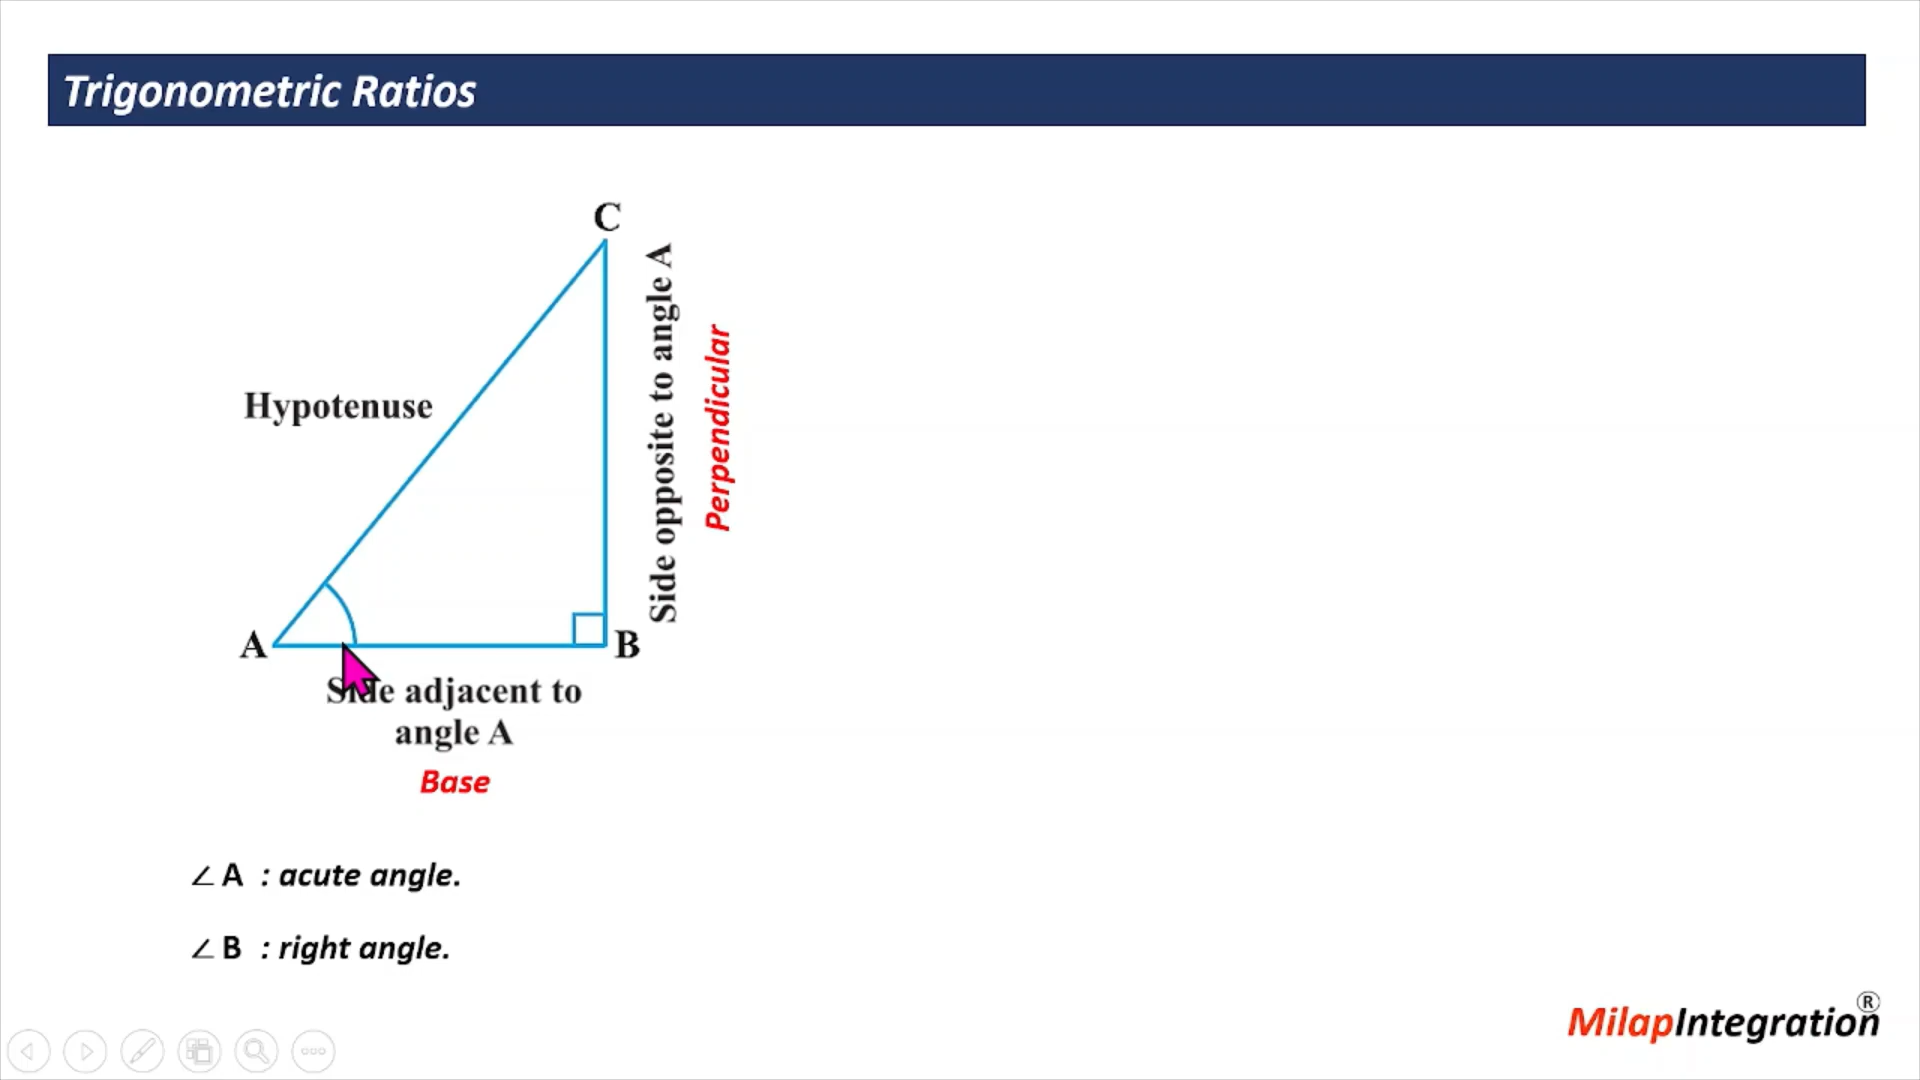 Trigonometric Ratios
C
Side opposite to angle A
Perpendicular
Hypotenuse
A
B
Side adjacent to
angle A
Base
∠ A : acute angle.
∠ B : right angle.
MilapIntegration ®